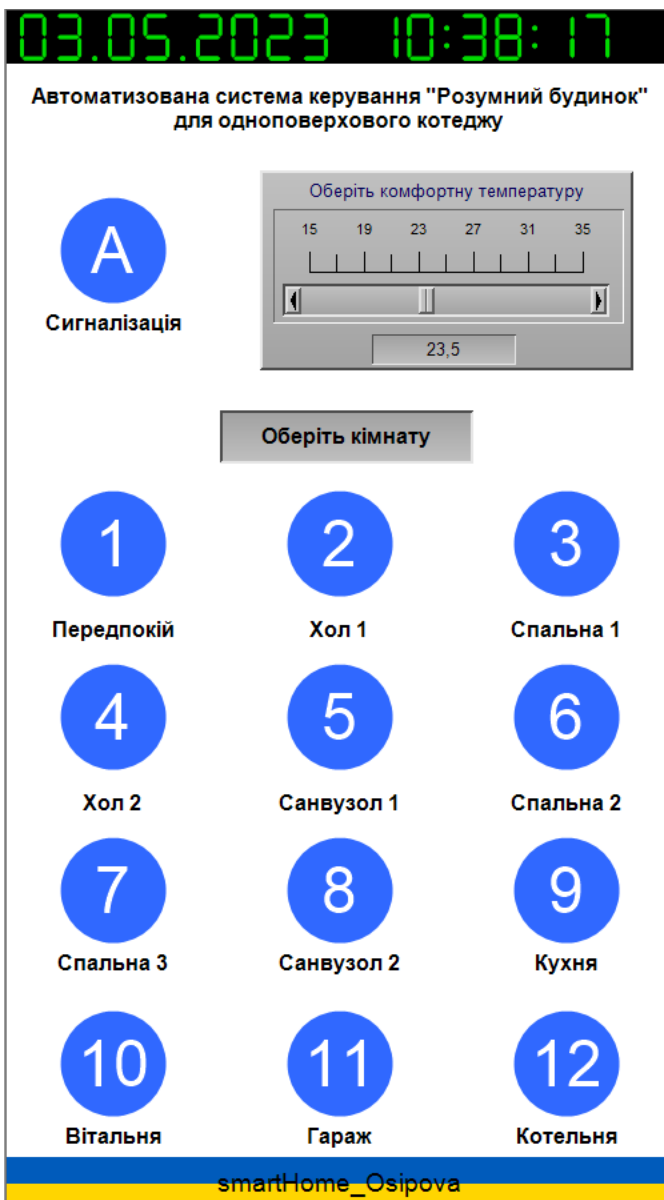 03.05.2023 10:38:17
Автоматизована система керування "Розумний будинок"
для одноповерхового котеджу
Оберіть комфортну температуру
15 19 23 27 31 35
A
Сигналізація
23,5
Оберіть кімнату
1 2 3
Передпокій Хол 1 Спальна 1
4 5 6
Хол 2 Санвузол 1 Спальна 2
7 8 9
Спальна 3 Санвузол 2 Кухня
10 11 12
Вітальня Гараж Котельня
smartHome_Osipova